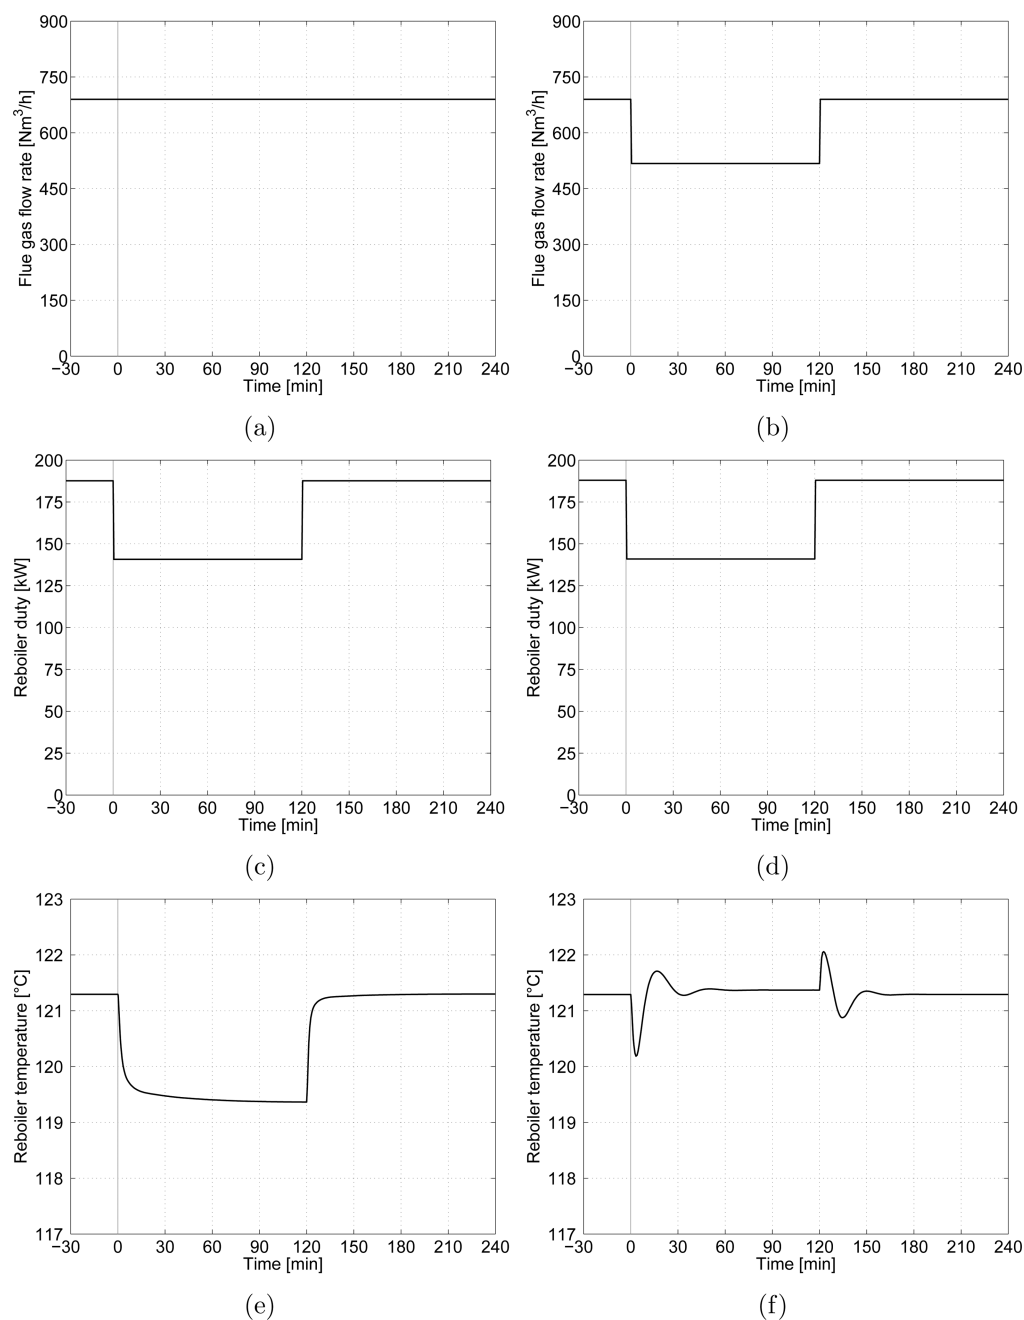 900
750
600
450
300
150
0
Flue gas flow rate [Nm³/h]
−30 0 30 60 90 120 150 180 210 240
Time [min]
(a)
900
750
600
450
300
150
0
Flue gas flow rate [Nm³/h]
−30 0 30 60 90 120 150 180 210 240
Time [min]
(b)
200
175
150
125
100
75
50
25
0
Reboiler duty [kW]
−30 0 30 60 90 120 150 180 210 240
Time [min]
(c)
200
175
150
125
100
75
50
25
0
Reboiler duty [kW]
−30 0 30 60 90 120 150 180 210 240
Time [min]
(d)
123
122
121
120
119
118
117
Reboiler temperature [°C]
−30 0 30 60 90 120 150 180 210 240
Time [min]
(e)
123
122
121
120
119
118
117
Reboiler temperature [°C]
−30 0 30 60 90 120 150 180 210 240
Time [min]
(f)